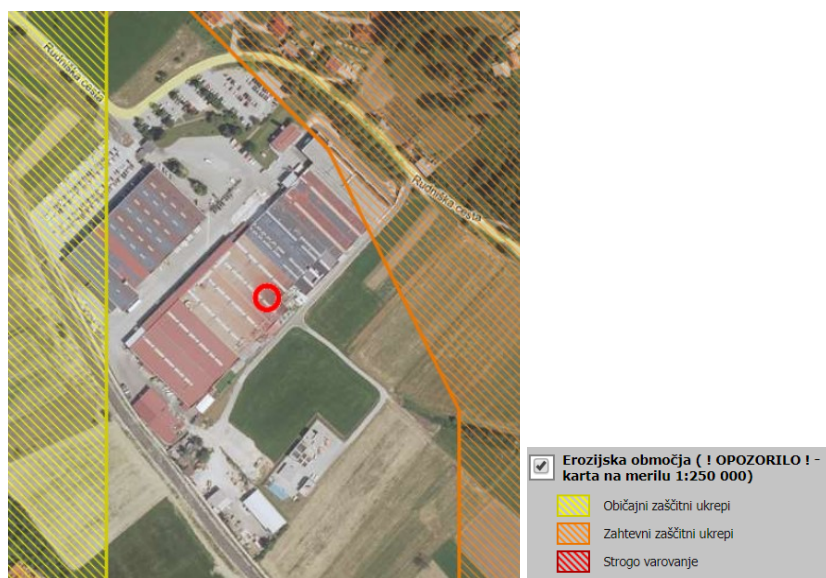 Rudniška cesta
Rudniška cesta
Erozijska območja ( ! OPOZORILO ! -
karta na merilu 1:250 000)
Običajni zaščitni ukrepi
Zahtevni zaščitni ukrepi
Strogo varovanje